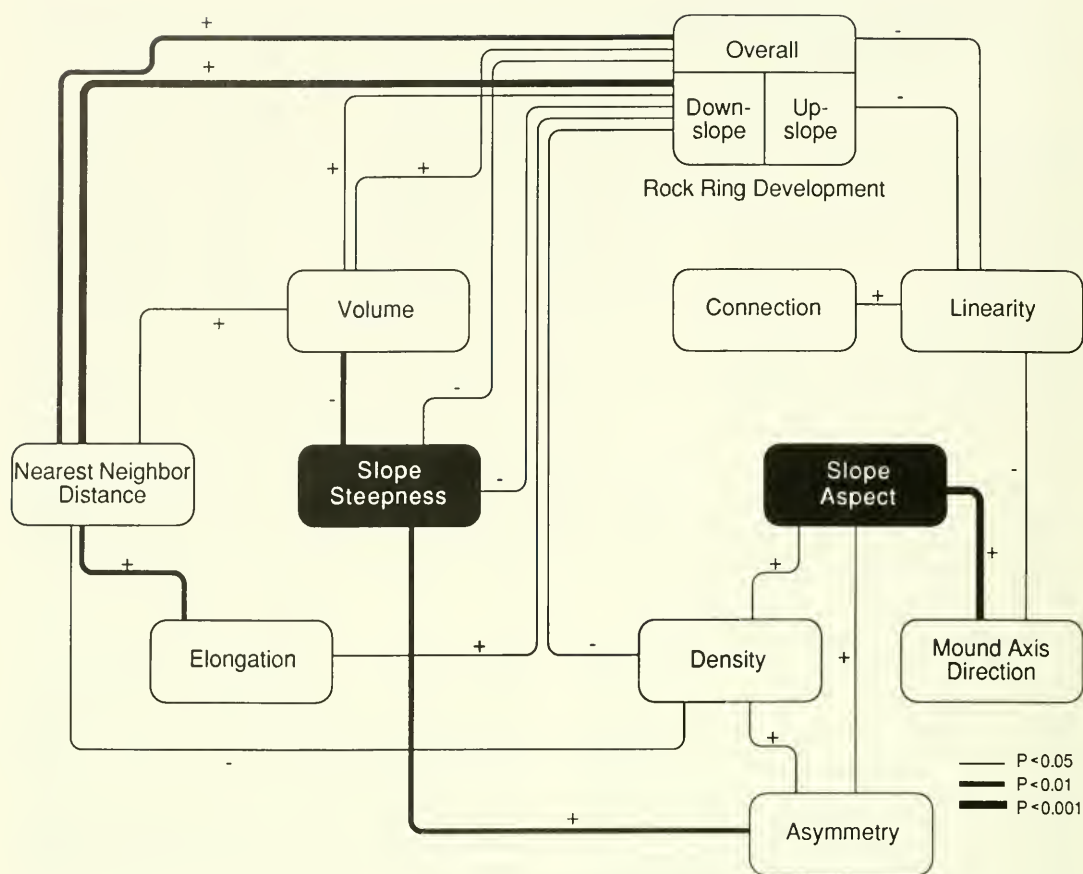 +
Overall
-
+
+
Down-
slope
Up-
slope
-
+
+
Rock Ring Development
-
Volume
Connection
+
Linearity
+
-
-
Nearest Neighbor
Distance
Slope
Steepness
-
Slope
Aspect
-
+
+
+
Elongation
+
-
Density
+
Mound Axis
Direction
-
+
P<0.05
P<0.01
P<0.001
+
Asymmetry